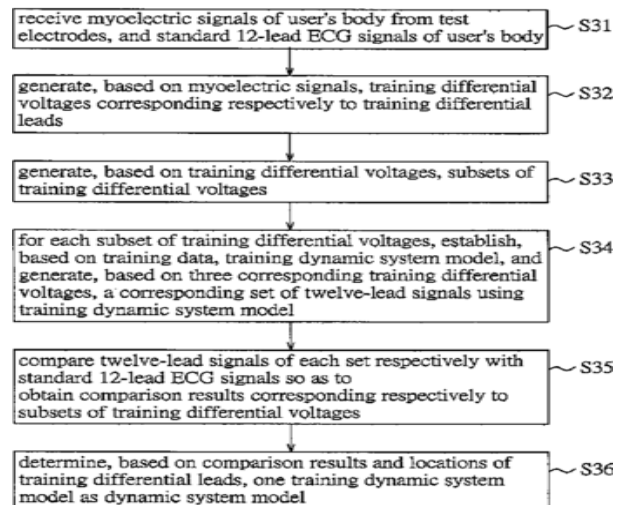 receive myoelectric signals of user's body from test
electrodes, and standard 12-lead ECG signals of user's body
S31
generate, based on myoelectric signals, training differential
voltages corresponding respectively to training differential
leads
S32
generate, based on training differential voltages, subsets of
training differential voltages
S33
for each subset of training differential voltages, establish,
based on training data, training dynamic system model, and
generate, based on three corresponding training differential
voltages, a corresponding set of twelve-lead signals using
training dynamic system model
S34
compare twelve-lead signals of each set respectively with
standard 12-lead ECG signals so as to
obtain comparison results corresponding respectively to
subsets of training differential voltages
S35
determine, based on comparison results and locations of
training differential leads, one training dynamic system
model as dynamic system model
S36